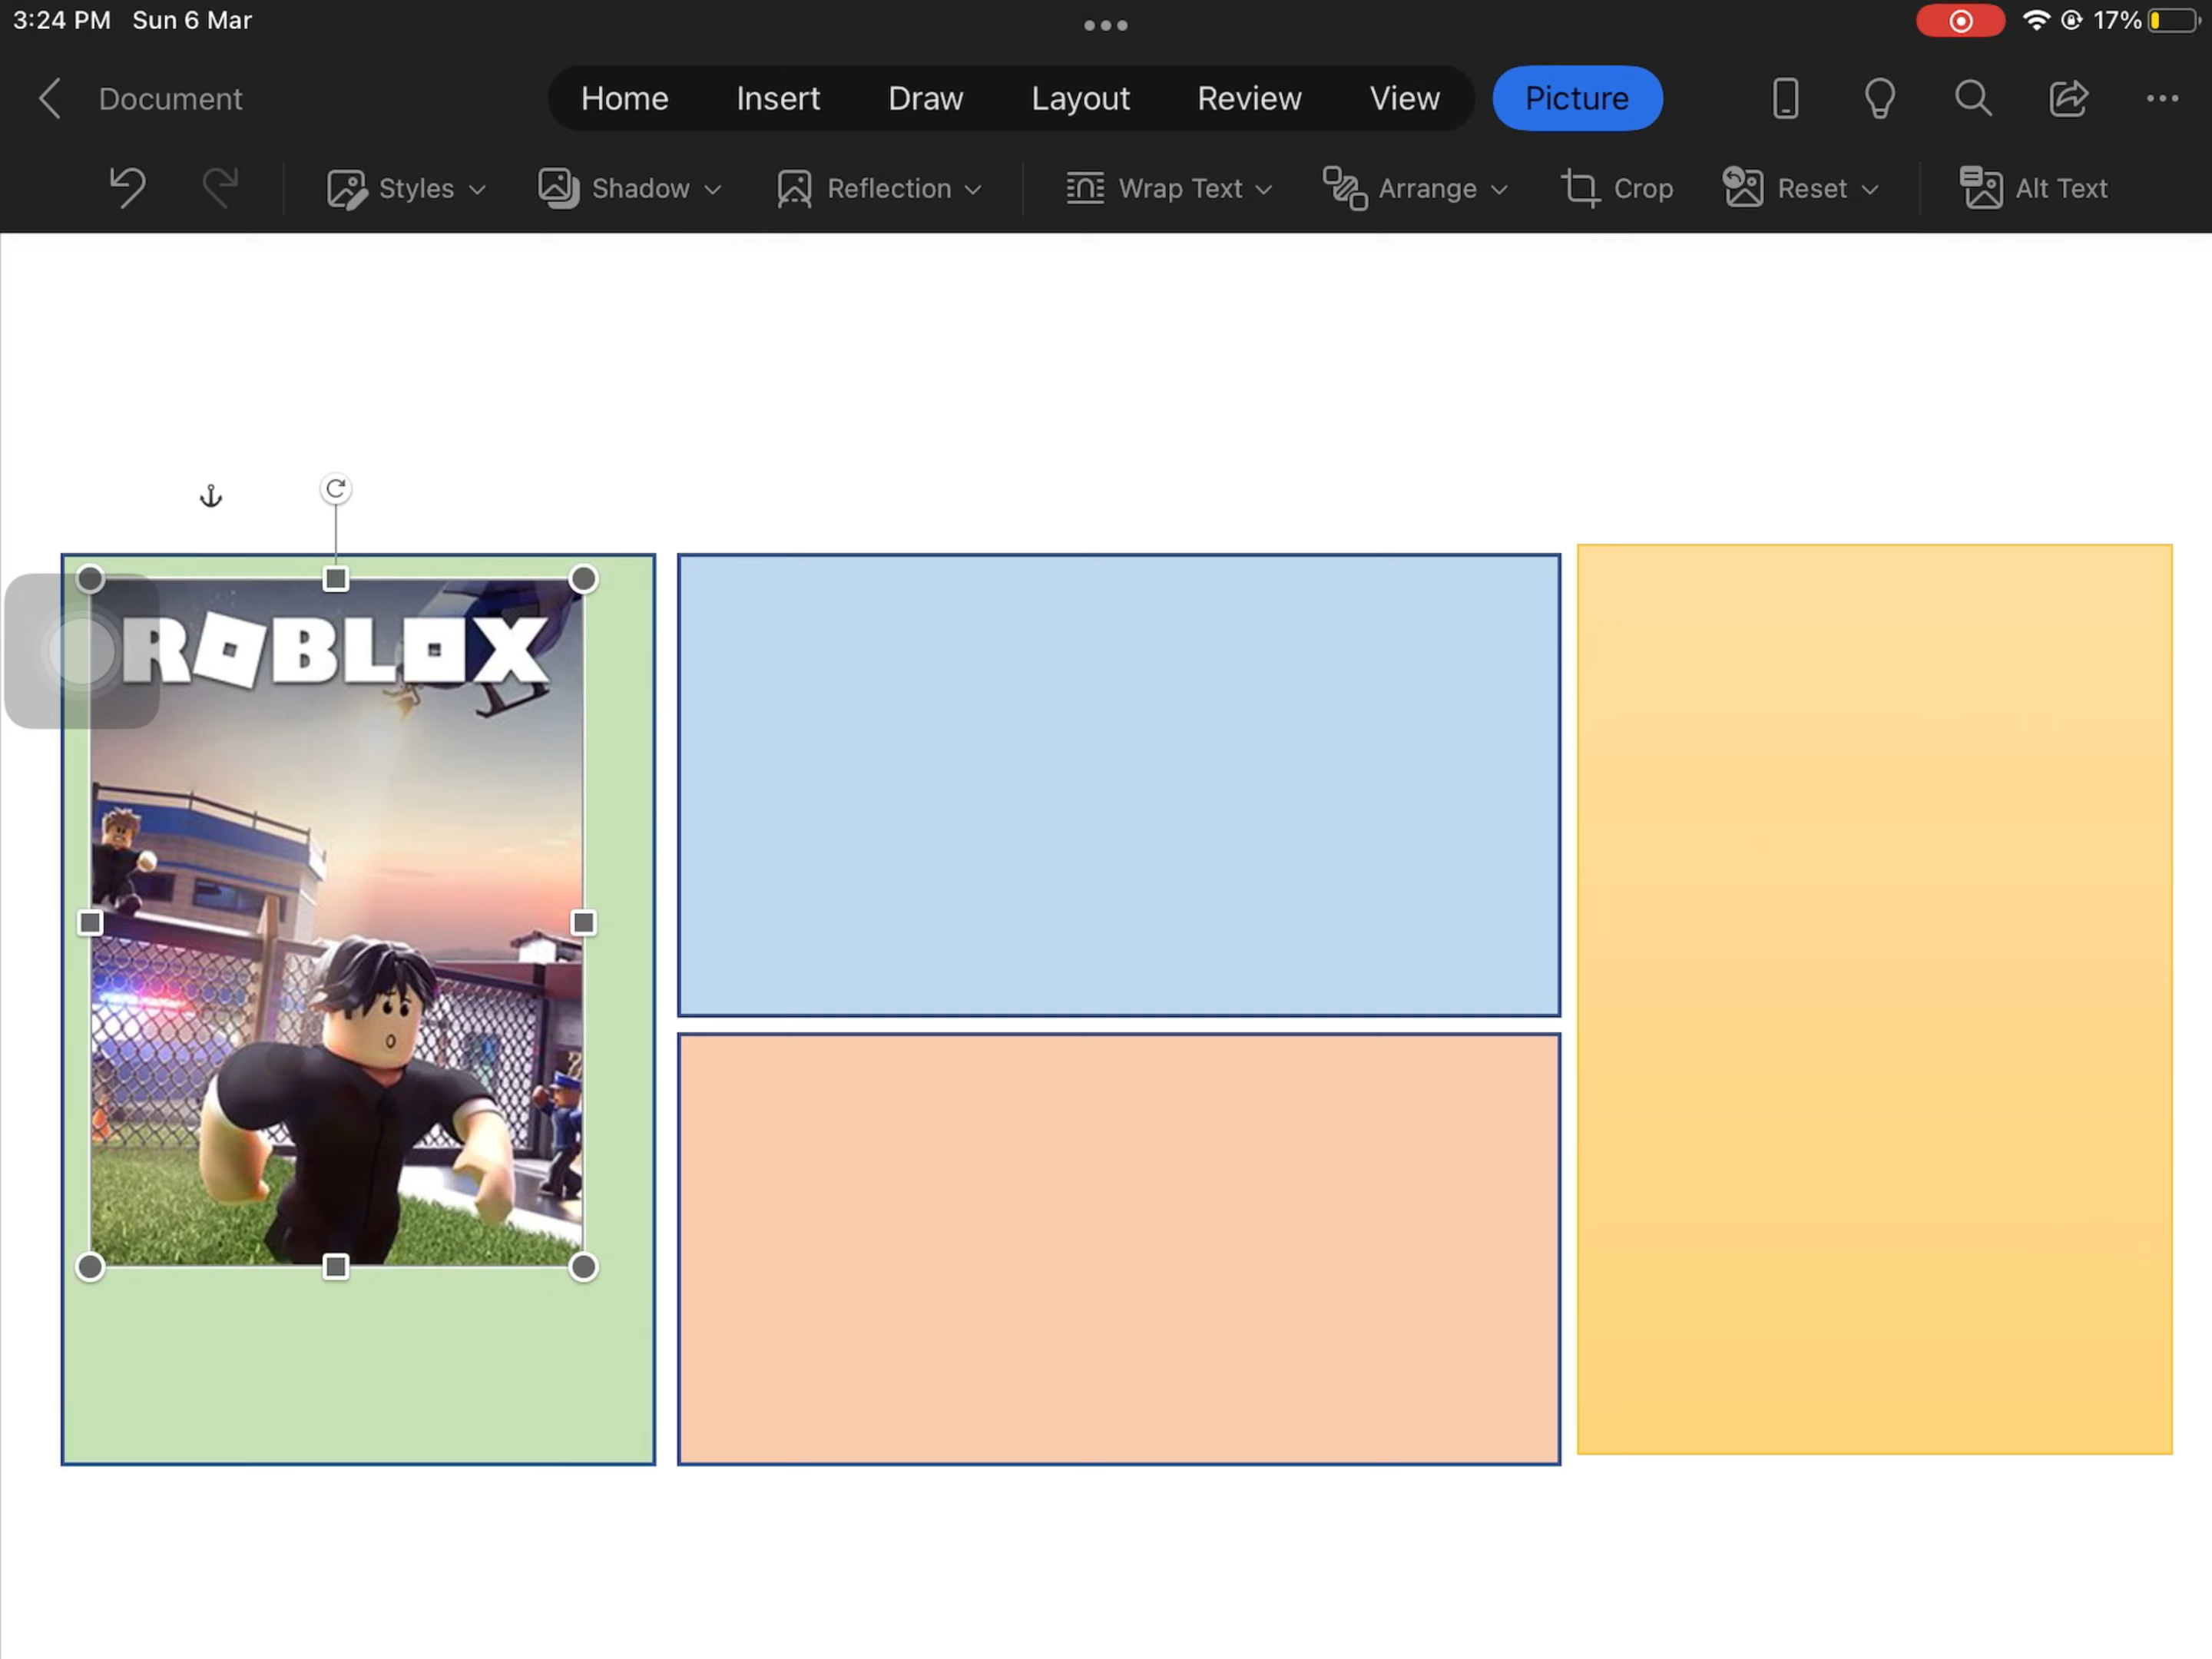 3:24 PM Sun 6 Mar 17%
Document Home Insert Draw Layout Review View Picture
Styles Shadow Reflection Wrap Text Arrange Crop Reset Alt Text
ROBLOX